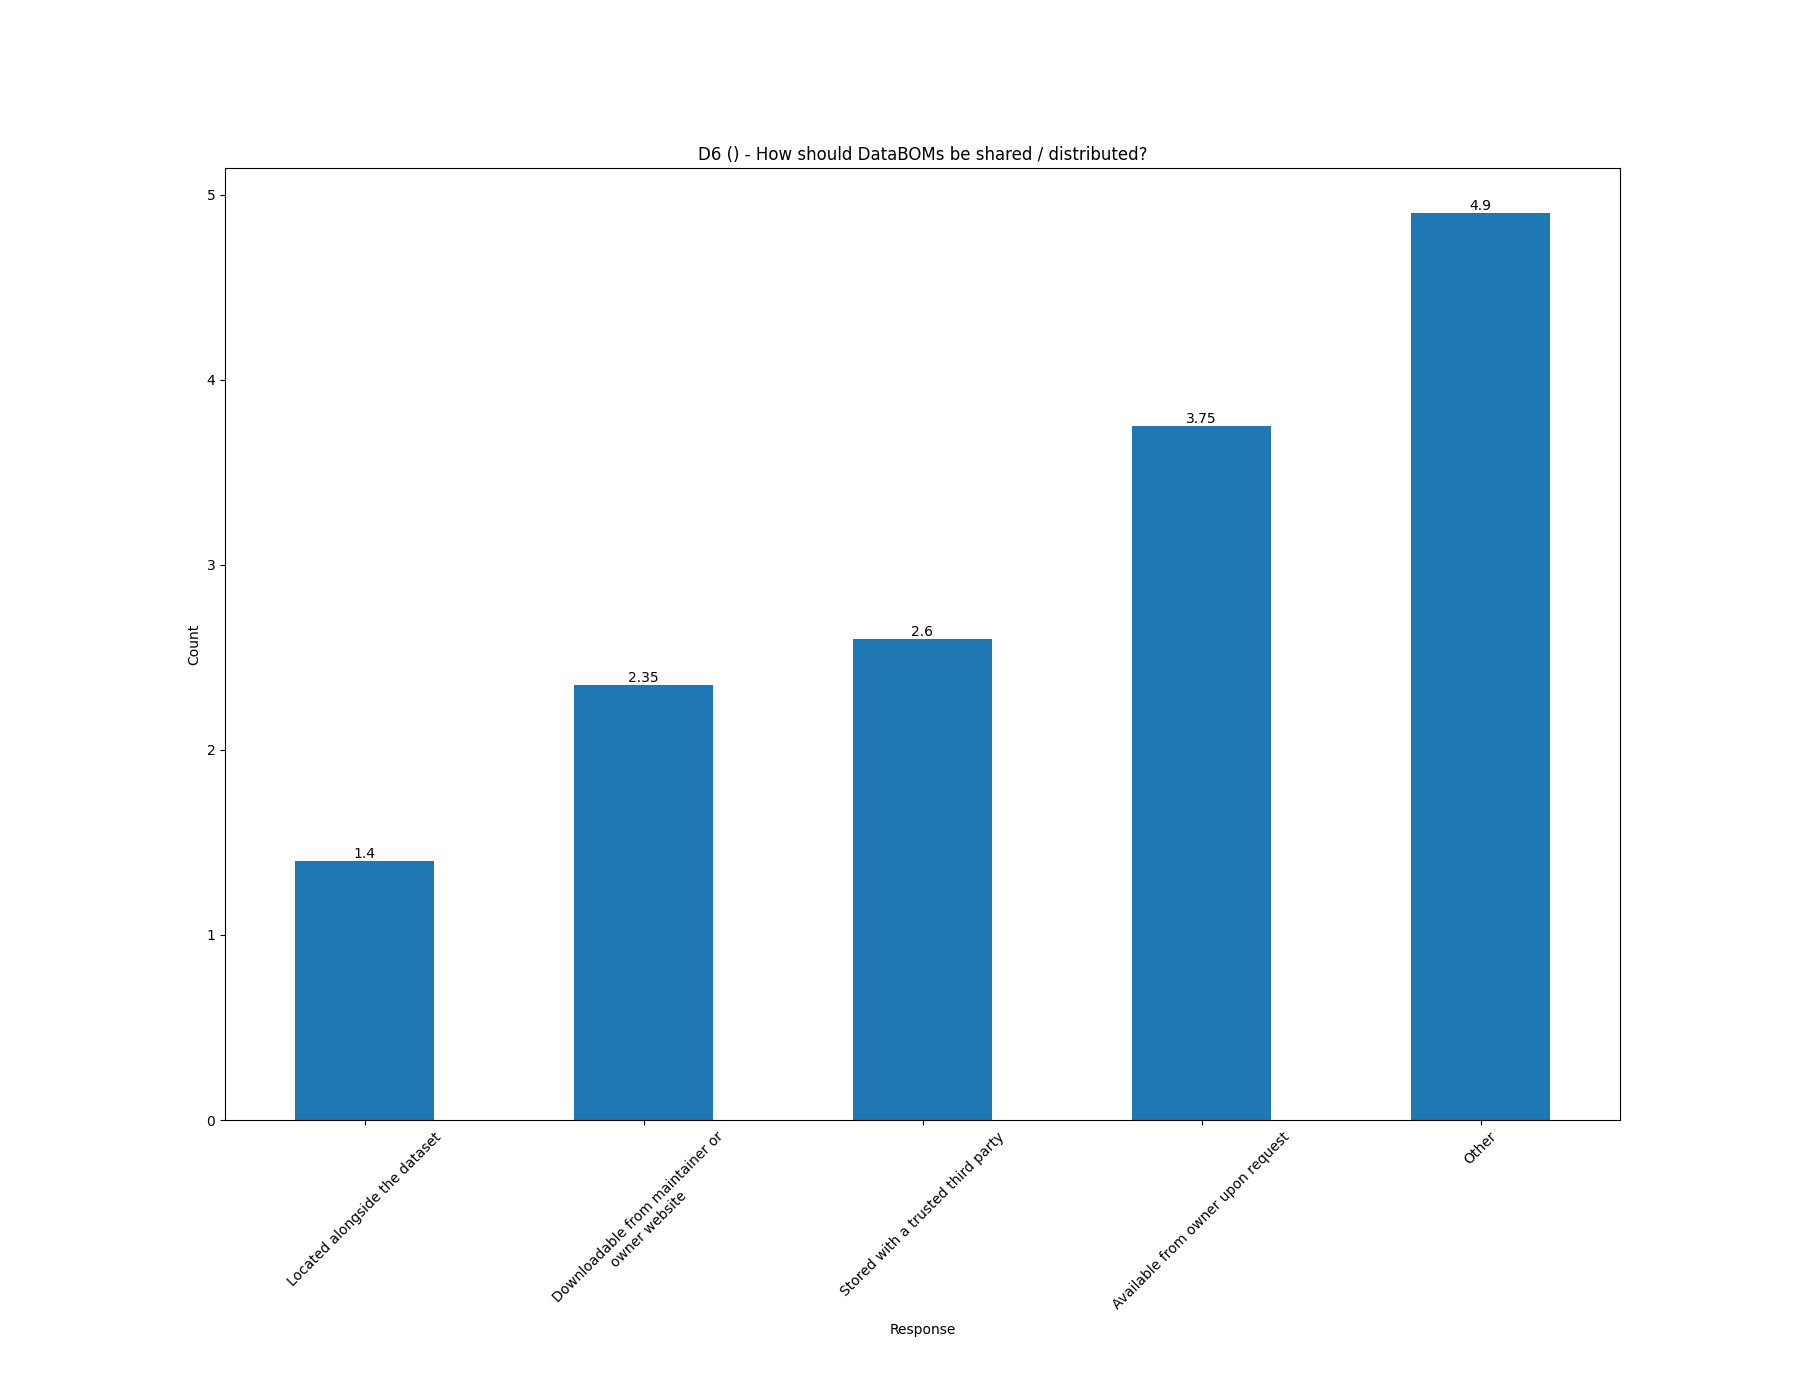 D6 () - How should DataBOMs be shared / distributed?
5
4
3
2
1
0
Count
1.4
2.35
2.6
3.75
4.9
Located alongside the dataset
Downloadable from maintainer or
owner website
Stored with a trusted third party
Available from owner upon request
Other
Response